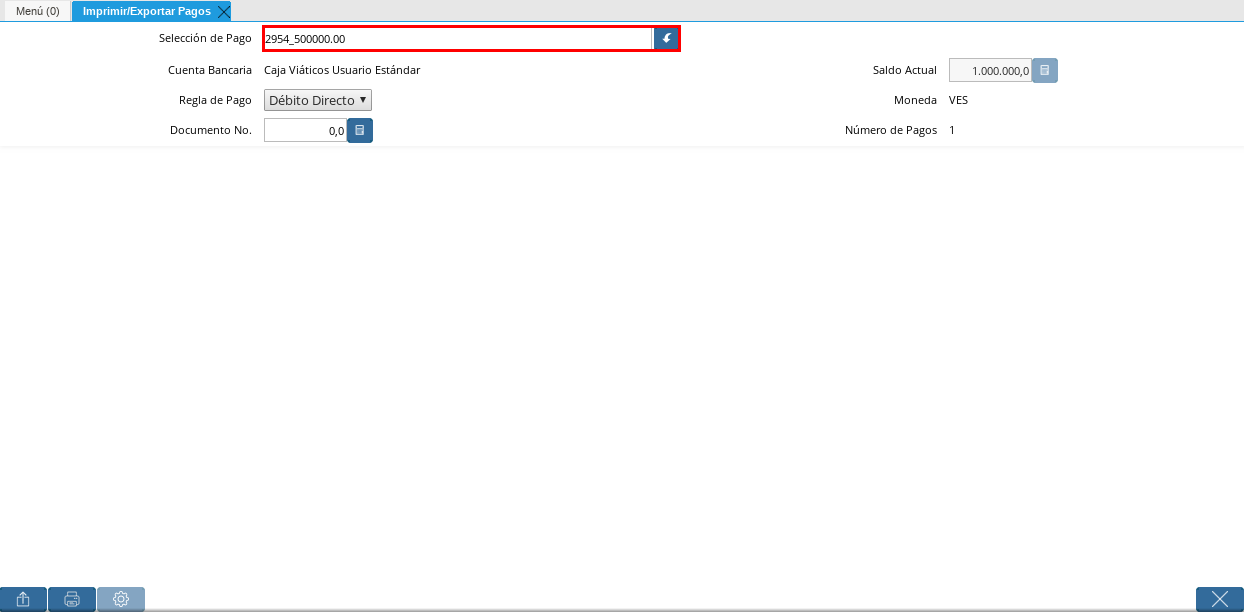 Menú (0) Imprimir/Exportar Pagos
Selección de Pago 2954_500000.00
Cuenta Bancaria Caja Viáticos Usuario Estándar Saldo Actual 1.000.000,0
Regla de Pago Débito Directo Moneda VES
Documento No. 0,0 Número de Pagos 1